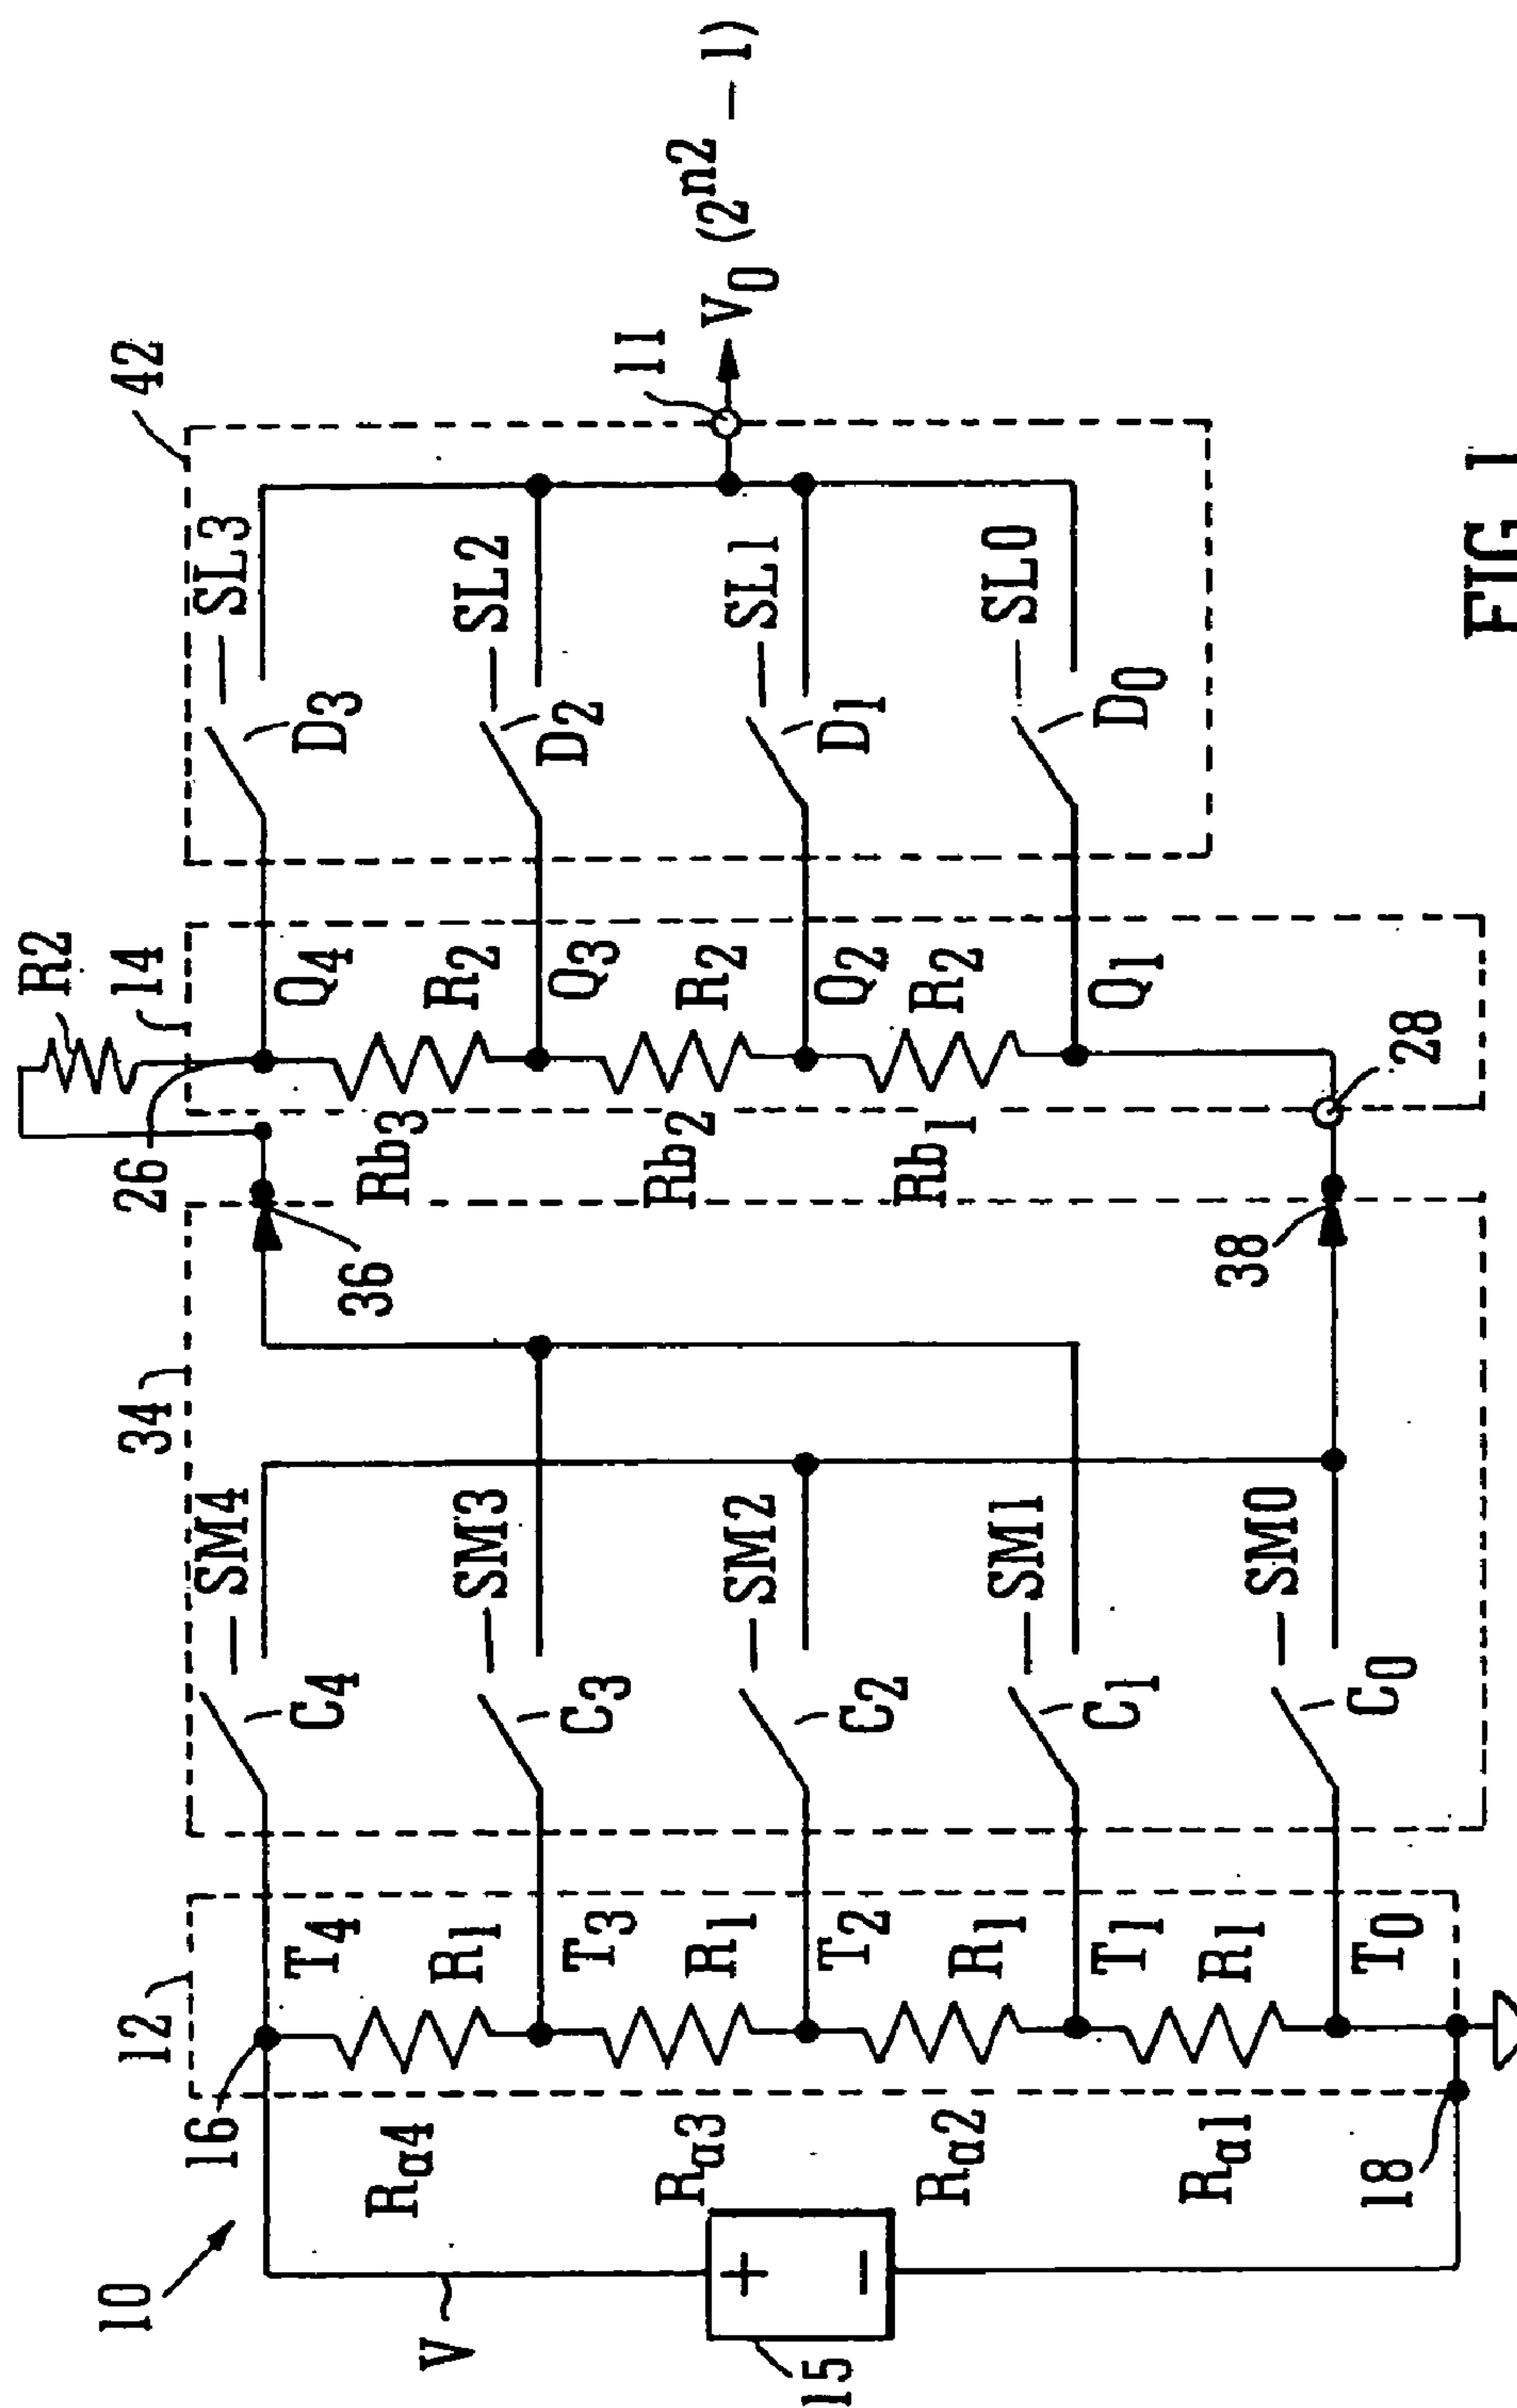 10
V
15
16
12
Ra4
Ra3
Ra2
Ra1
18
T4
R1
T3
R1
T2
R1
T1
R1
T0
34
C4
SM4
C3
SM3
C2
SM2
C1
SM1
C0
SM0
36
38
26
R2
14
Rb3
Rb2
Rb1
28
Q4
R2
Q3
R2
Q2
R2
Q1
42
D3
SL3
D2
SL2
D1
SL1
D0
SL0
11
V0 (2^n2 – 1)
FIG 1